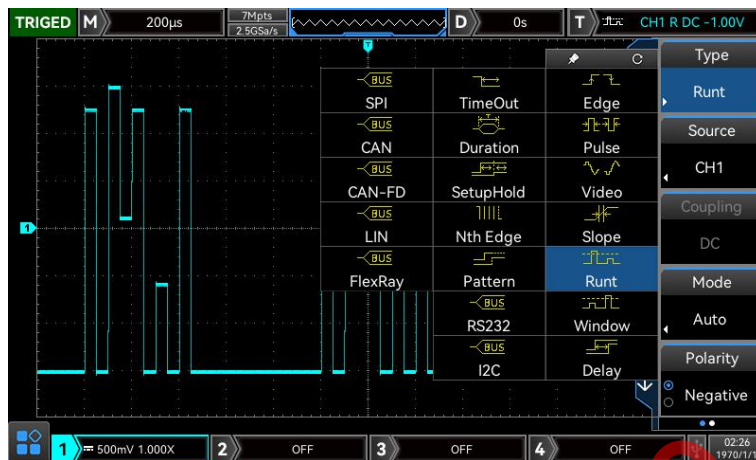 TRIGED M 200μs 7Mpts D 0s T CH1 R DC -1.00V
2.5GSa/s
T
Type
BUS
SPI TimeOut Edge
Runt
BUS
CAN Duration Pulse
Source
BUS
CAN-FD SetupHold Video
CH1
BUS
LIN Nth Edge Slope
Coupling
DC
BUS
FlexRay Pattern Runt
Mode
BUS
RS232 Window
Auto
BUS
I2C Delay
Polarity
Negative
1
1 500mV 1.000X 2 OFF 3 OFF 4 OFF 02:26